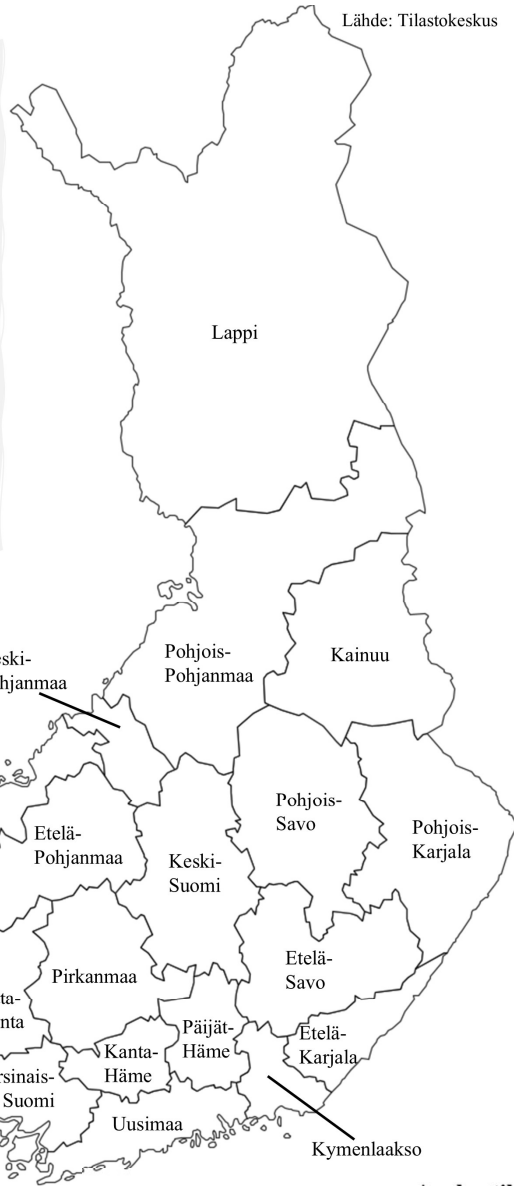 Lähde: Tilastokeskus
Lappi
Pohjois-
Pohjanmaa
Kainuu
Etelä-
Pohjanmaa
Keski-
Suomi
Pohjois-
Savo
Pohjois-
Karjala
Pirkanmaa
Etelä-
Savo
Kanta-
Häme
Päijät-
Häme
Etelä-
Karjala
Suomi
Uusimaa
Kymenlaakso